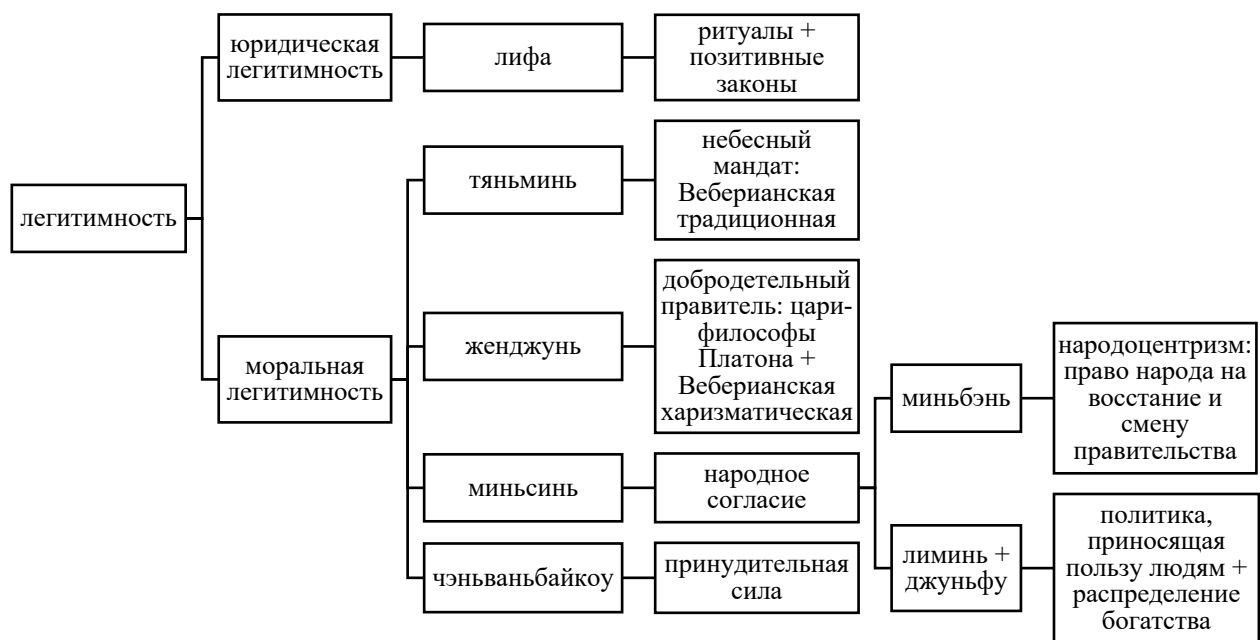 легитимность
юридическая
легитимность
лифа
ритуалы +
позитивные
законы
моральная
легитимность
тяньминь
небесный
мандат:
Веберианская
традиционная
женджунь
добродетельный
правитель: цари-
философы
Платона +
Веберианская
харизматическая
миньсинь
народное
согласие
миньбэнь
народоцентризм:
право народа на
восстание и
смену
правительства
лиминь +
джуньфу
политика,
приносящая
пользу людям +
распределение
богатства
чэньваньбайкоу
принудительная
сила